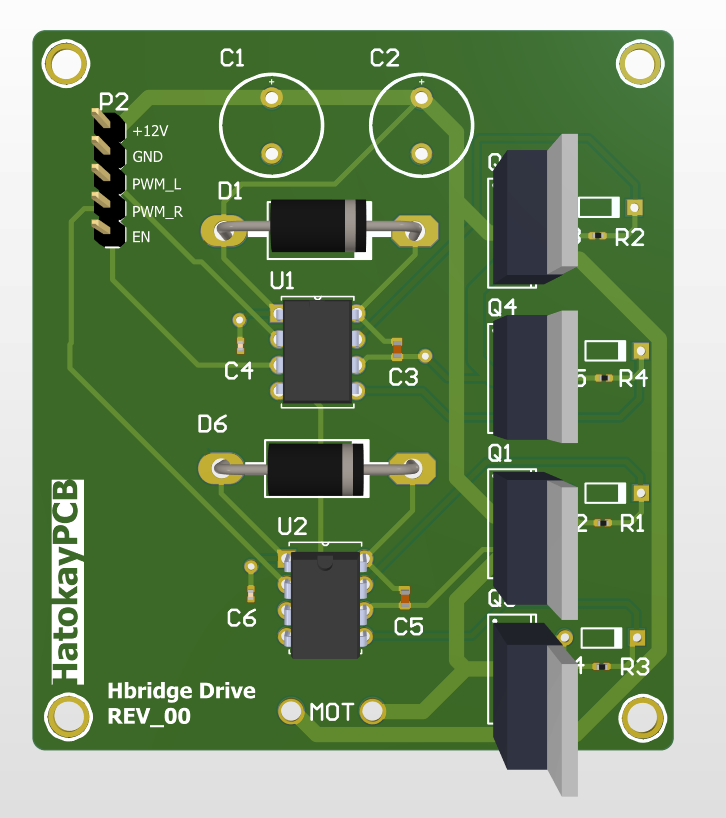 C1
C2
P2
+
+
+12V
GND
PWM_L
PWM_R
EN
D1
Q
R2
U1
Q4
C4
C3
R4
D6
Q1
U2
R1
HatokayPCB
C6
C5
R3
Hbridge Drive
REV_00
MOT